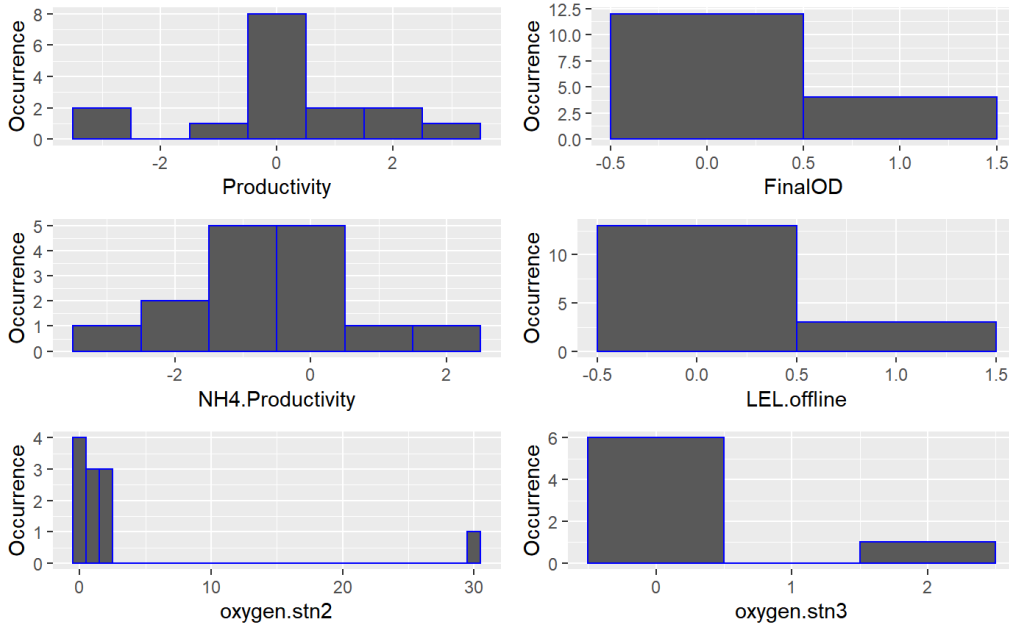 Occurrence
8
6
4
2
0
-2 0 2
Productivity
Occurrence
12.5
10.0
7.5
5.0
2.5
0.0
-0.5 0.0 0.5 1.0 1.5
FinalOD
Occurrence
5
4
3
2
1
0
-2 0 2
NH4.Productivity
Occurrence
10
5
0
-0.5 0.0 0.5 1.0 1.5
LEL.offline
Occurrence
4
3
2
1
0
0 10 20 30
oxygen.stn2
Occurrence
6
4
2
0
0 1 2
oxygen.stn3